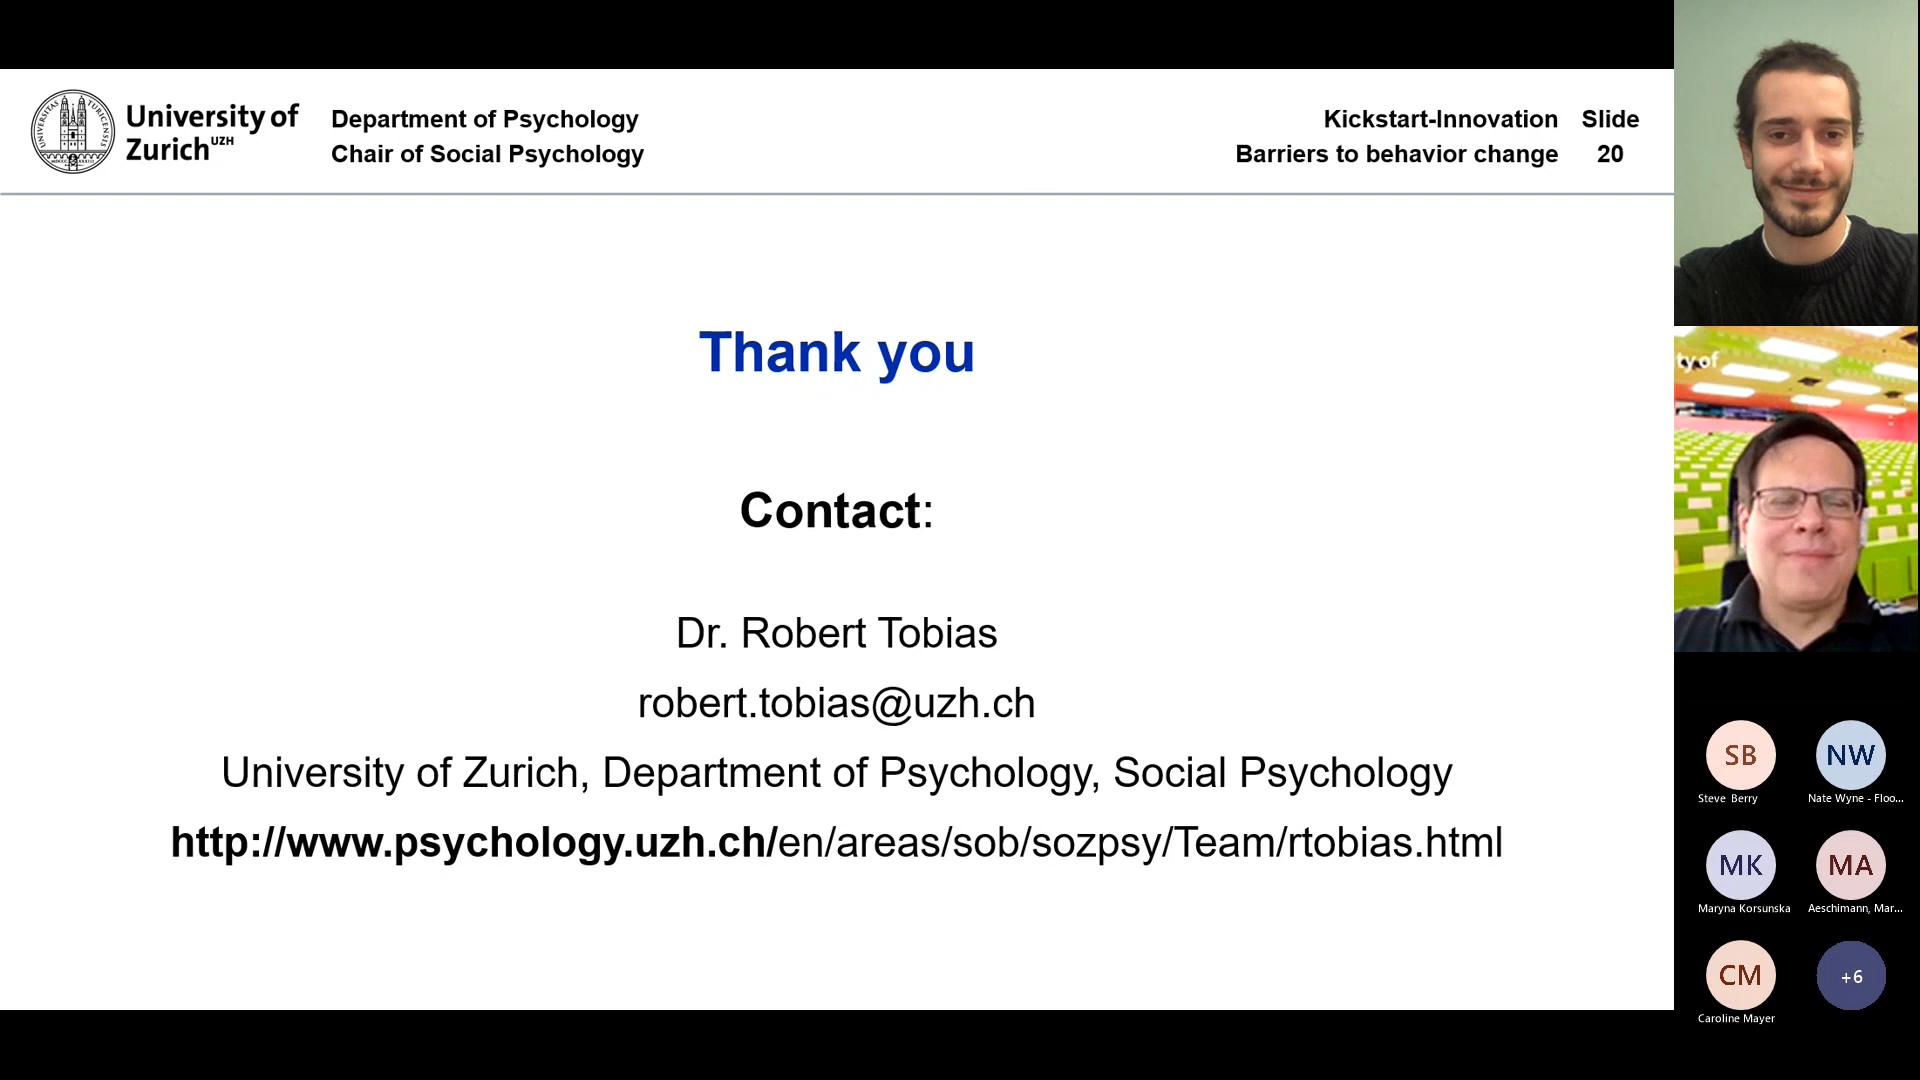 University of
Zurich UZH
Department of Psychology
Chair of Social Psychology
Kickstart-Innovation
Barriers to behavior change
Slide
20
Thank you
Contact:
Dr. Robert Tobias
robert.tobias@uzh.ch
University of Zurich, Department of Psychology, Social Psychology
http://www.psychology.uzh.ch/en/areas/sob/sozpsy/Team/rtobias.html
ty of
SB
Steve Berry
NW
Nate Wyne - Floo...
MK
Maryna Korsunska
MA
Aeschimann, Mar...
CM
Caroline Mayer
+6